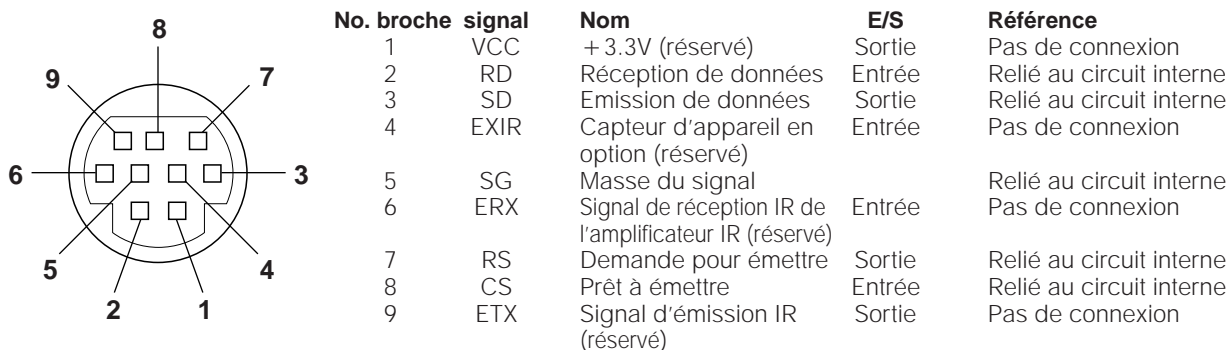 8
9
7
6
3
5
4
2
1
No. broche signal Nom E/S Référence
1 VCC +3.3V (réservé) Sortie Pas de connexion
2 RD Réception de données Entrée Relié au circuit interne
3 SD Emission de données Sortie Relié au circuit interne
4 EXIR Capteur d'appareil en Entrée Pas de connexion
option (réservé)
5 SG Masse du signal Relié au circuit interne
6 ERX Signal de réception IR de Entrée Pas de connexion
l'amplificateur IR (réservé)
7 RS Demande pour émettre Sortie Relié au circuit interne
8 CS Prêt à émettre Entrée Relié au circuit interne
9 ETX Signal d'émission IR Sortie Pas de connexion
(réservé)